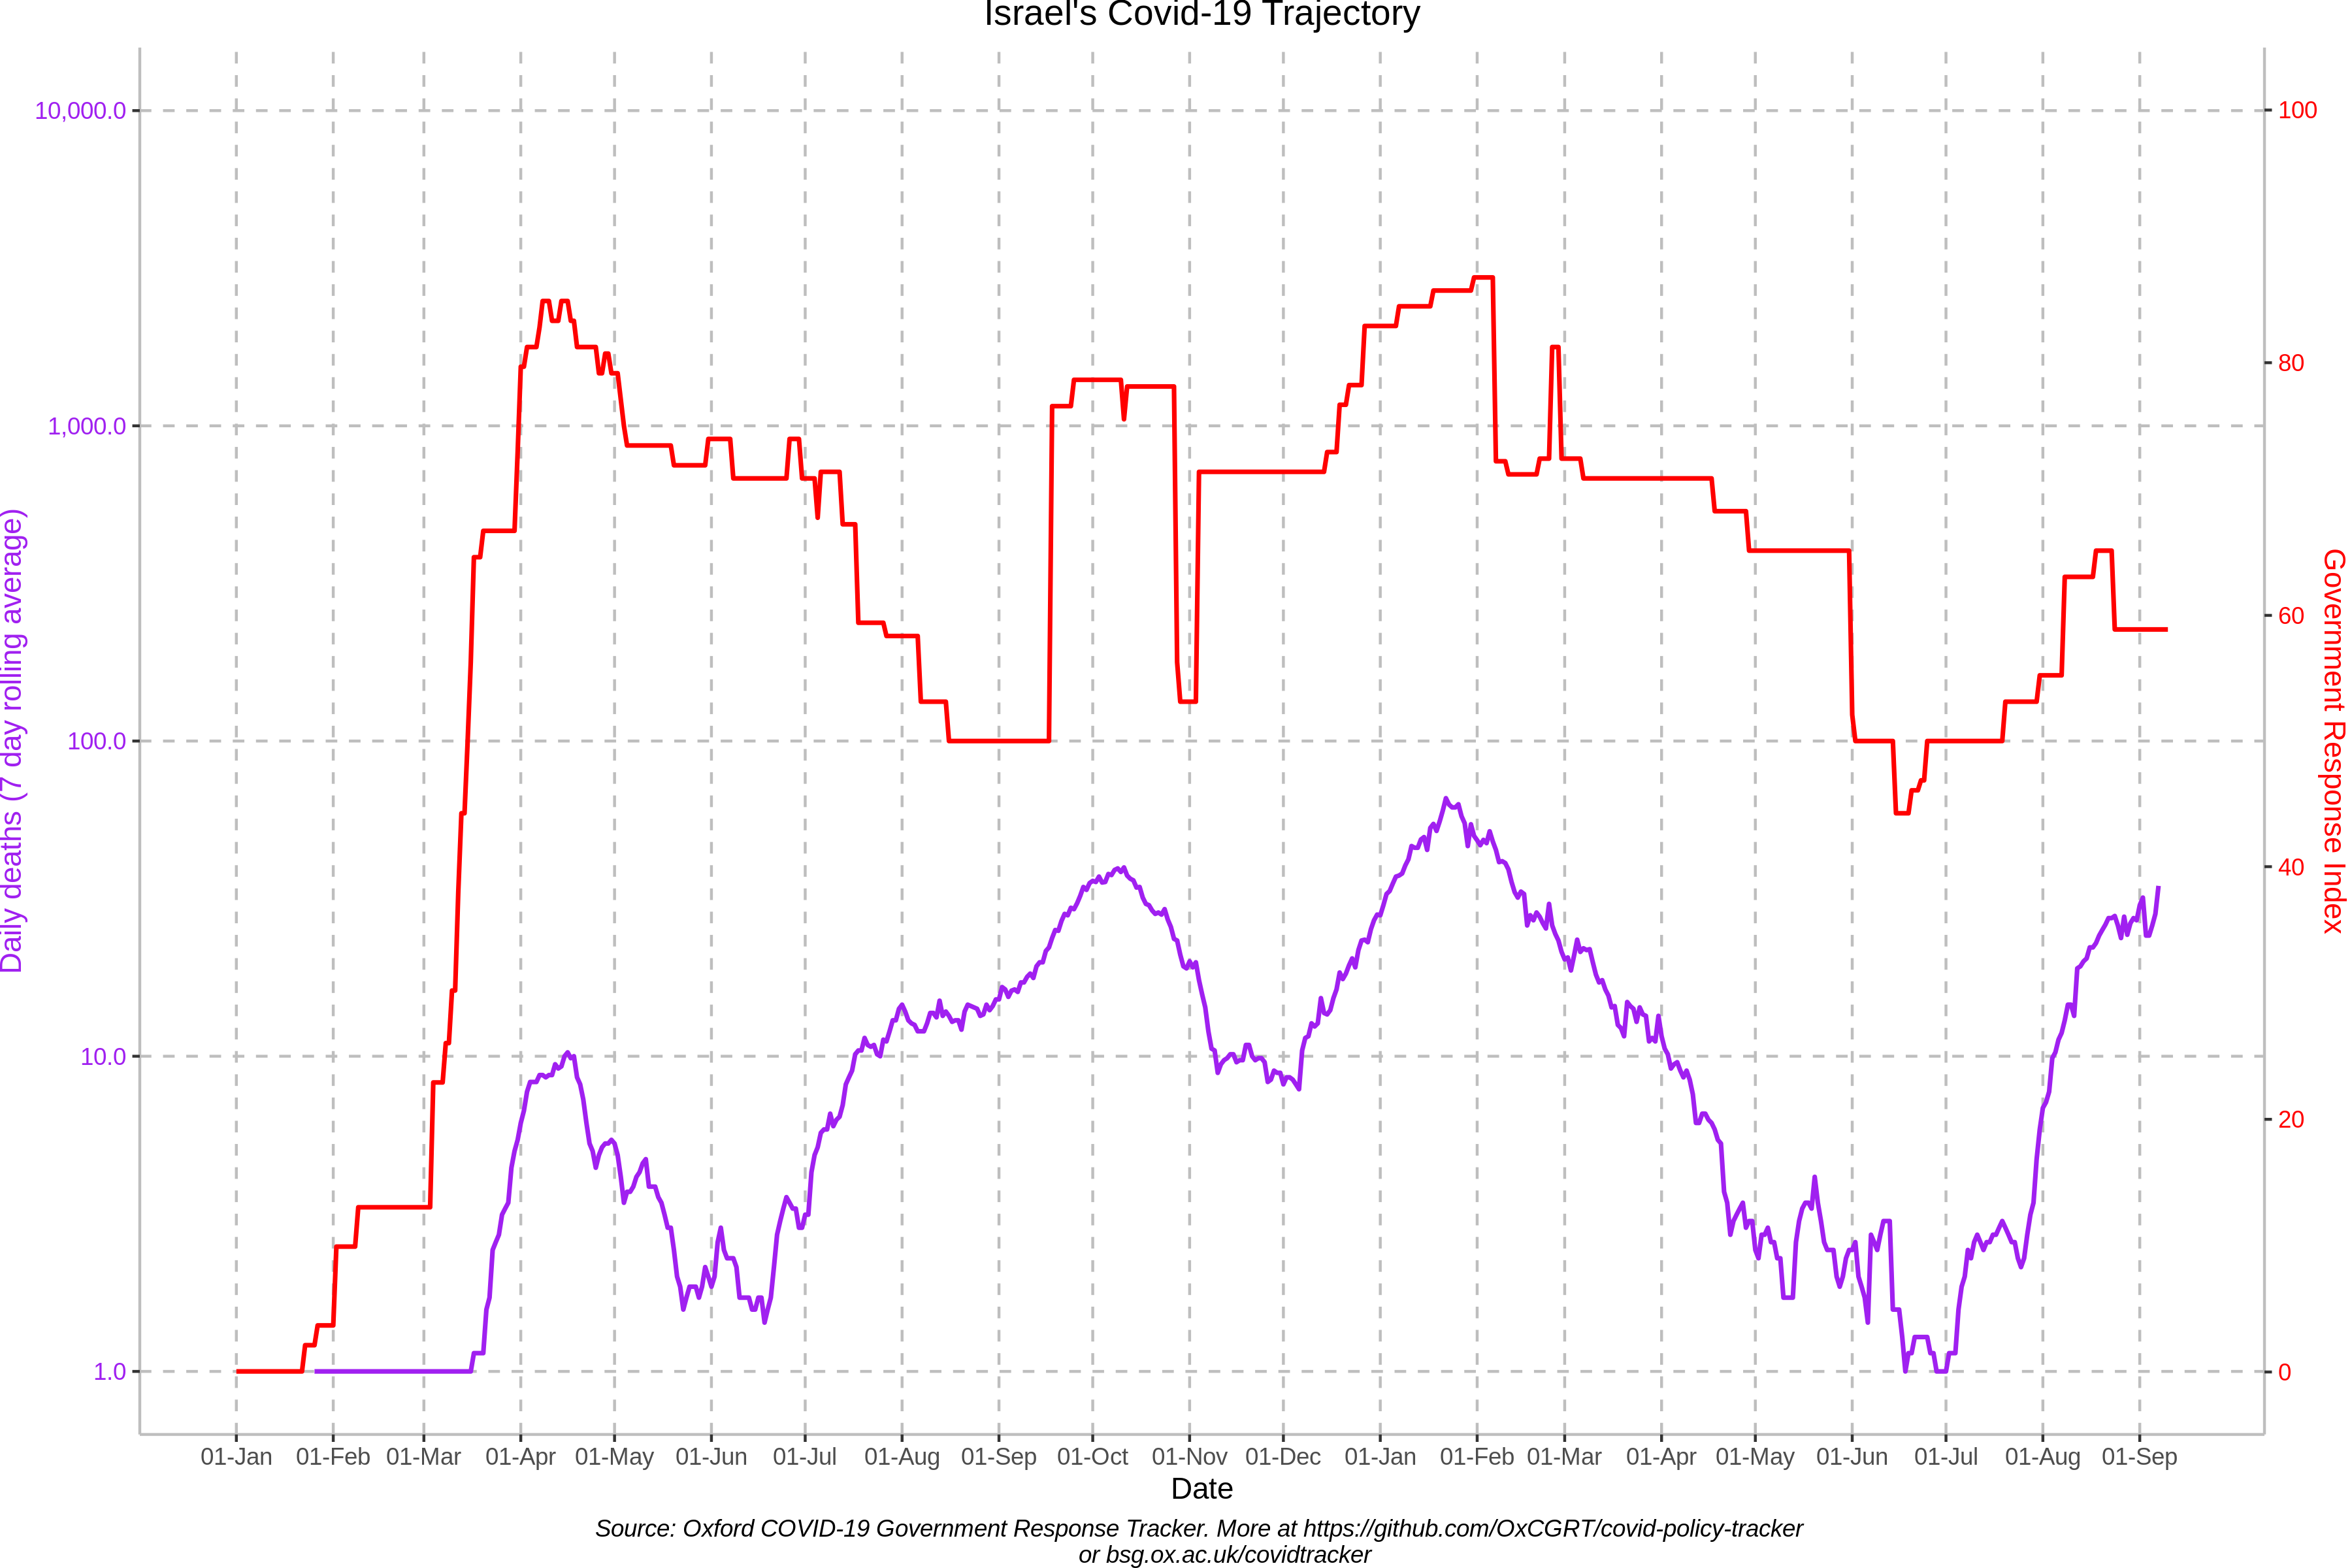 Israel's Covid-19 Trajectory
10,000.0
1,000.0
100.0
10.0
1.0
Daily deaths (7 day rolling average)
100
80
60
40
20
0
Government Response Index
01-Jan 01-Feb 01-Mar 01-Apr 01-May 01-Jun 01-Jul 01-Aug 01-Sep 01-Oct 01-Nov 01-Dec 01-Jan 01-Feb 01-Mar 01-Apr 01-May 01-Jun 01-Jul 01-Aug 01-Sep
Date
Source: Oxford COVID-19 Government Response Tracker. More at https://github.com/OxCGRT/covid-policy-tracker
or bsg.ox.ac.uk/covidtracker